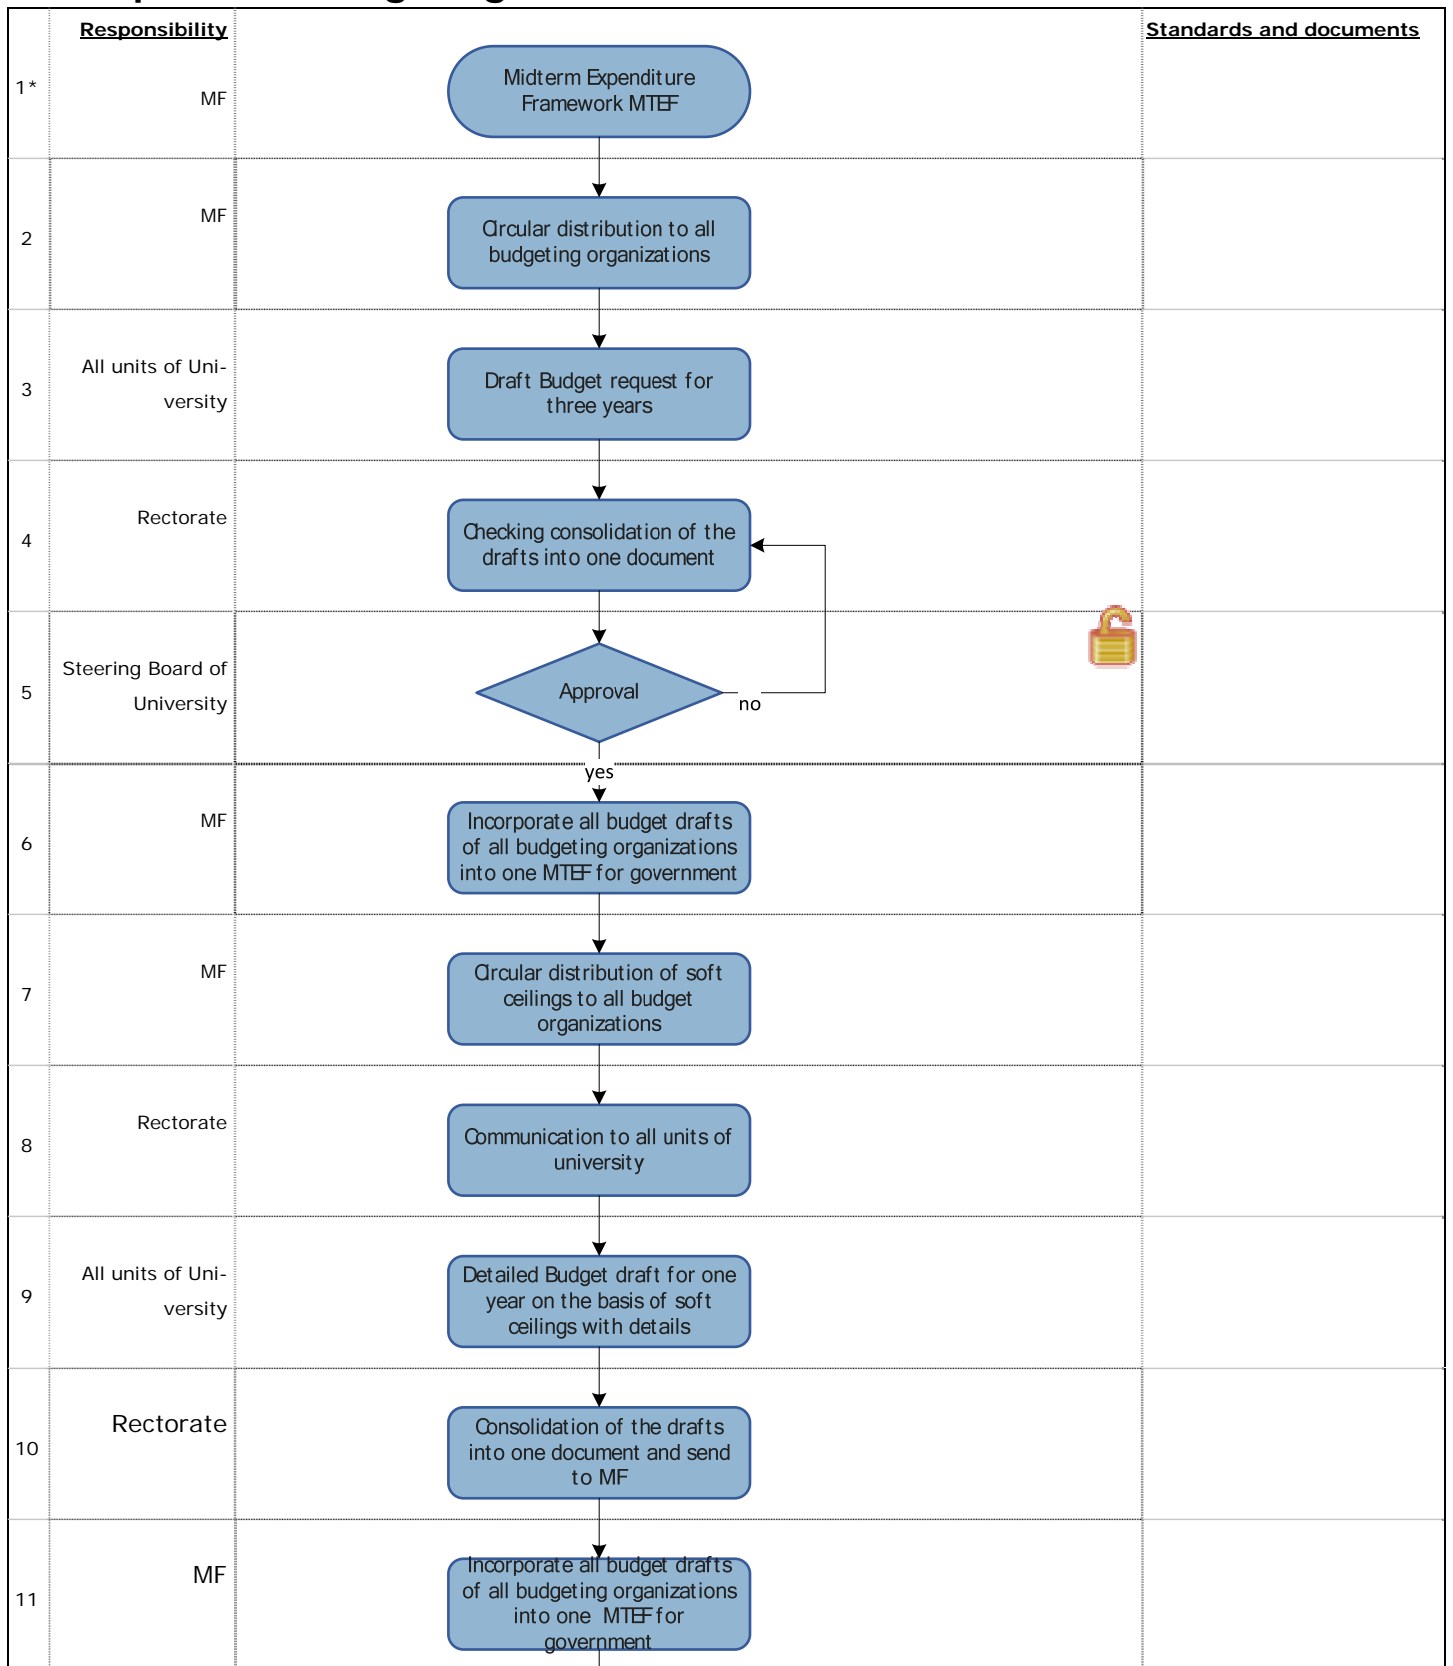 Responsibility
Standards and documents
1*
MF
Midterm Expenditure
Framework MTEF
2
MF
Circular distribution to all
budgeting organizations
3
All units of Uni-
versity
Draft Budget request for
three years
4
Rectorate
Checking consolidation of the
drafts into one document
5
Steering Board of
University
Approval
no
yes
6
MF
Incorporate all budget drafts
of all budgeting organizations
into one MTEF for government
7
MF
Circular distribution of soft
ceilings to all budget
organizations
8
Rectorate
Communication to all units of
university
9
All units of Uni-
versity
Detailed Budget draft for one
year on the basis of soft
ceilings with details
10
Rectorate
Consolidation of the drafts
into one document and send
to MF
11
MF
Incorporate all budget drafts
of all budgeting organizations
into one MTEF for
government